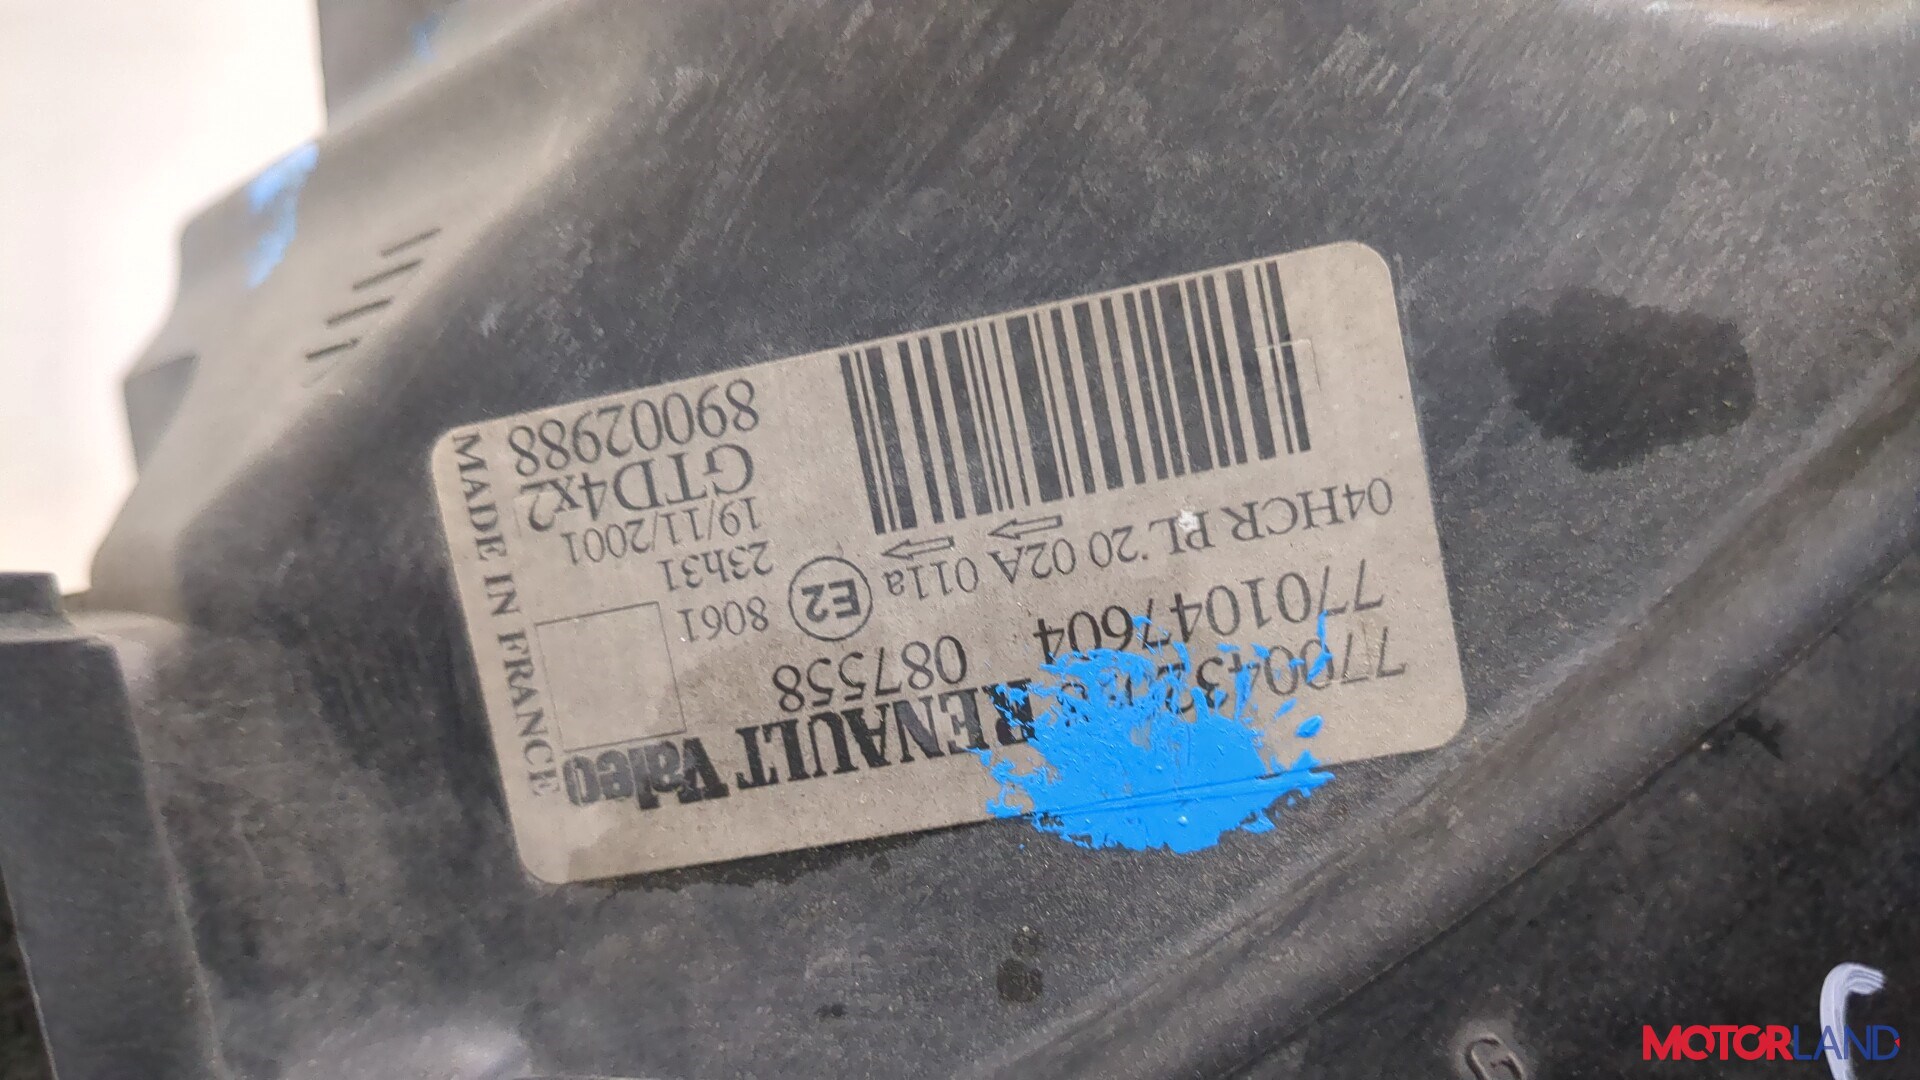 RENAULT Valeo
7701047604 087558
04HCR PL 20 02A 011a E2 8061
23h31
19/11/2001
GTD4x2
89002988
MADE IN FRANCE
G
MOTORLAND